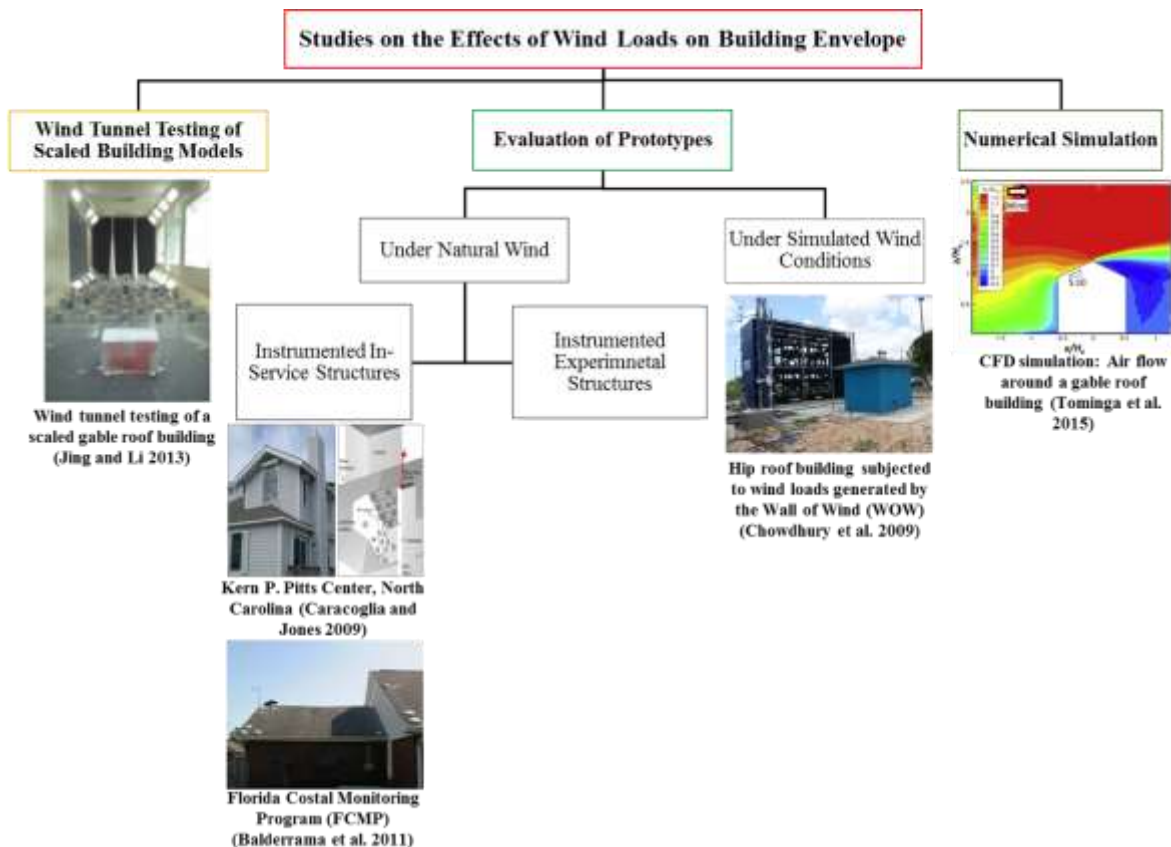 Studies on the Effects of Wind Loads on Building Envelope
Wind Tunnel Testing of
Scaled Building Models
Evaluation of Prototypes
Numerical Simulation
Under Natural Wind
Under Simulated Wind
Conditions
Instrumented In-
Service Structures
Instrumented
Experimnetal
Structures
Wind tunnel testing of a
scaled gable roof building
(Jing and Li 2013)
Kern P. Pitts Center, North
Carolina (Caracoglia and
Jones 2009)
Florida Costal Monitoring
Program (FCMP)
(Balderrama et al. 2011)
Hip roof building subjected
to wind loads generated by
the Wall of Wind (WOW)
(Chowdhury et al. 2009)
CFD simulation: Air flow
around a gable roof
building (Tominga et al.
2015)